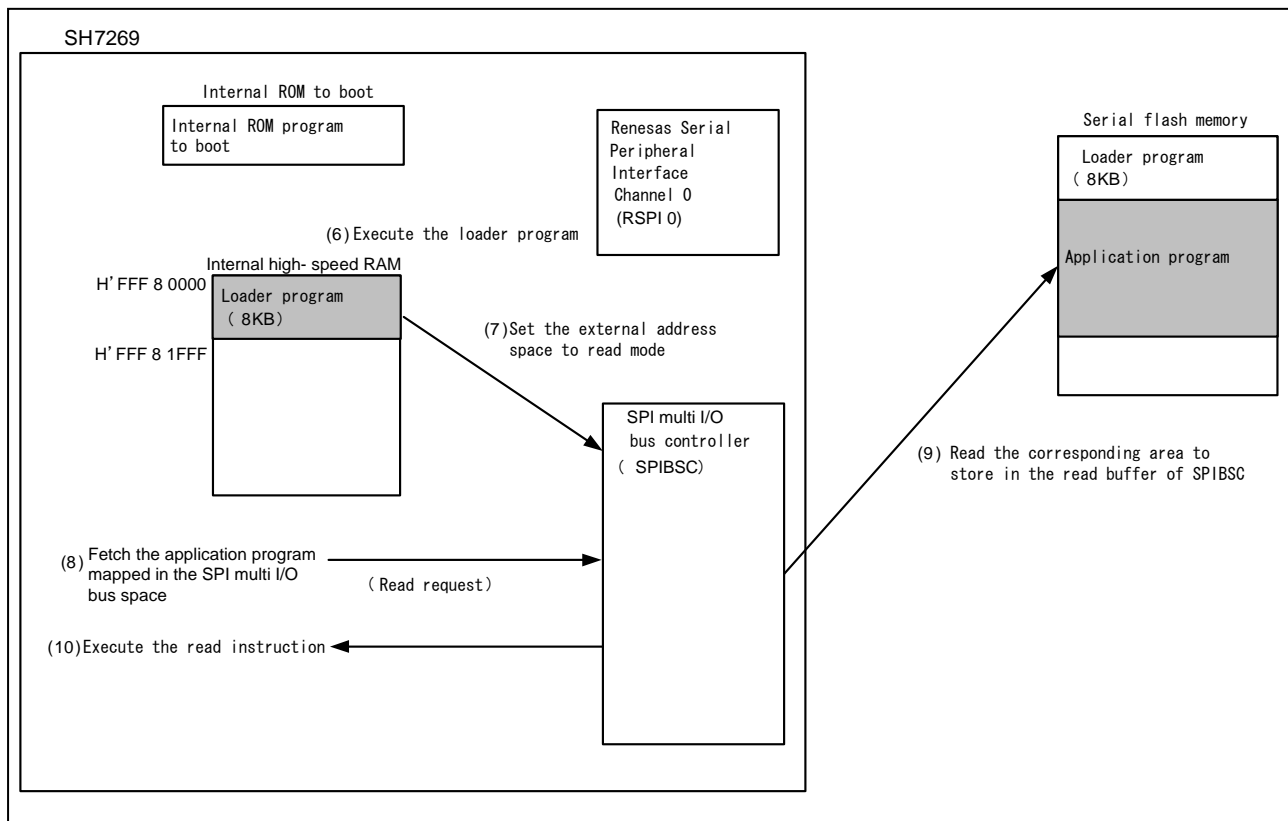 SH7269
Internal ROM to boot
Internal ROM program
to boot
Renesas Serial
Peripheral
Interface
Channel 0
(RSPI 0)
Serial flash memory
Loader program
( 8KB)
Application program
(6) Execute the loader program
Internal high- speed RAM
H' FFF 8 0000
Loader program
( 8KB)
H' FFF 8 1FFF
(7) Set the external address
space to read mode
SPI multi I/O
bus controller
( SPIBSC)
(9) Read the corresponding area to
store in the read buffer of SPIBSC
(8) Fetch the application program
mapped in the SPI multi I/O
bus space
( Read request)
(10) Execute the read instruction